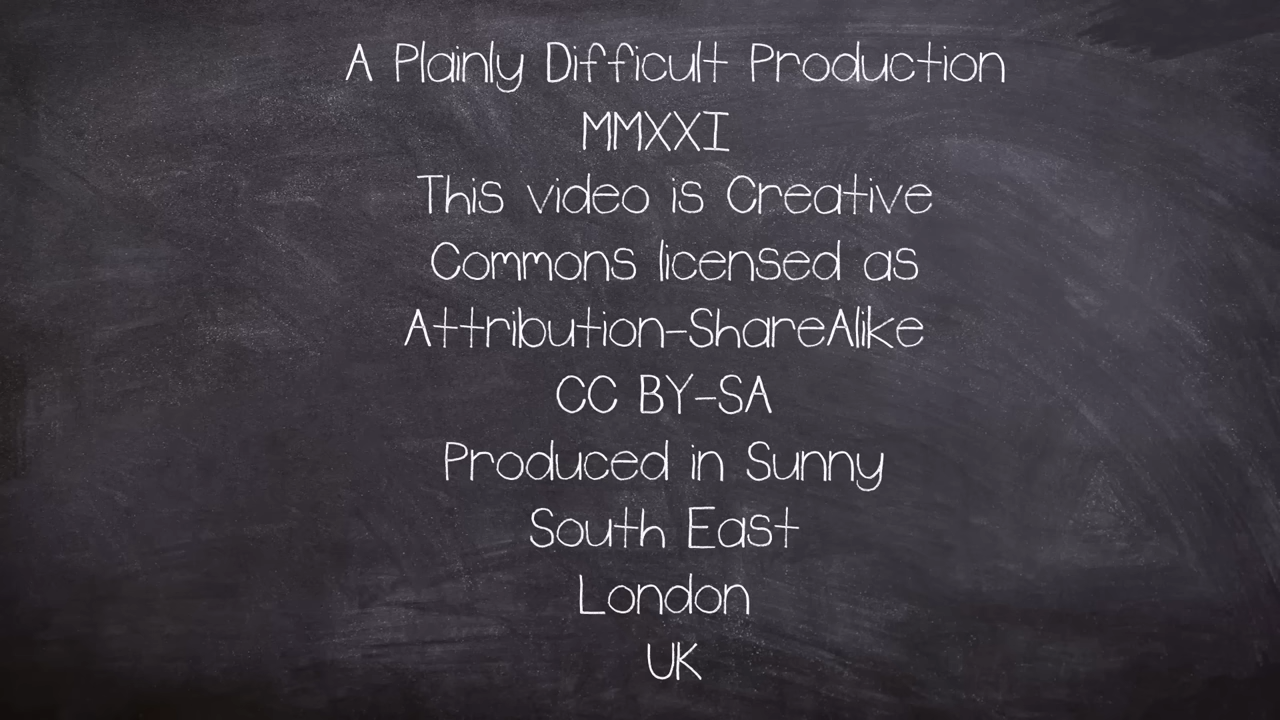 A Plainly Difficult Production
MMXXI
This video is Creative
Commons licensed as
Attribution-ShareAlike
CC BY-SA
Produced in Sunny
South East
London
UK